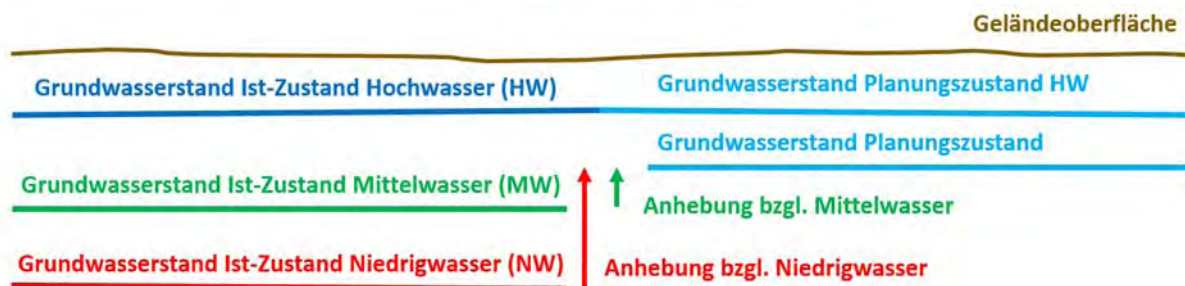 Geländeoberfläche
Grundwasserstand Ist-Zustand Hochwasser (HW)
Grundwasserstand Planungszustand HW
Grundwasserstand Planungszustand
Grundwasserstand Ist-Zustand Mittelwasser (MW)
Anhebung bzgl. Mittelwasser
Grundwasserstand Ist-Zustand Niedrigwasser (NW)
Anhebung bzgl. Niedrigwasser